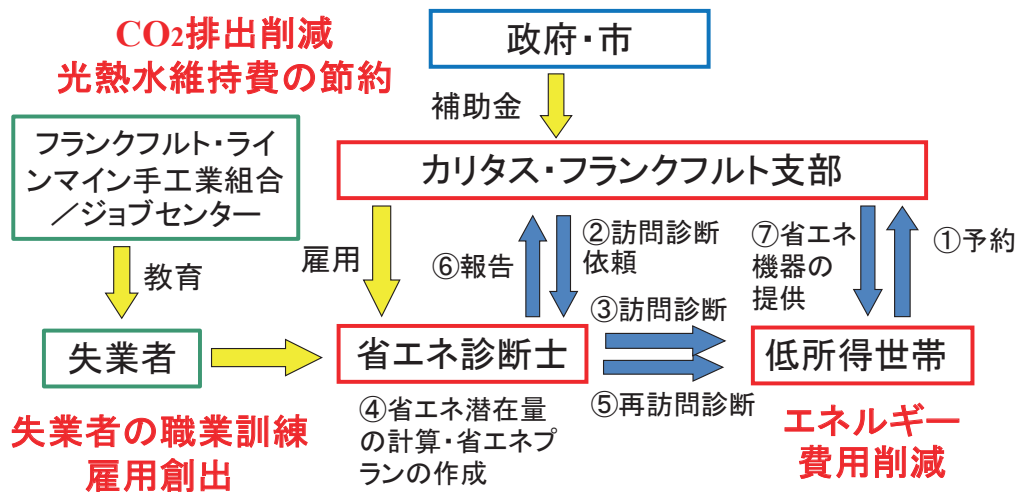 CO2排出削減
光熱水維持費の節約
政府・市
補助金
フランクフルト・ライ
ンマイン手工業組合
／ジョブセンター
カリタス・フランクフルト支部
教育
雇用
⑥報告
②訪問診断
依頼
⑦省エネ
機器の
提供
①予約
③訪問診断
失業者
省エネ診断士
低所得世帯
⑤再訪問診断
④省エネ潜在量
の計算・省エネプ
ランの作成
失業者の職業訓練
雇用創出
エネルギー
費用削減